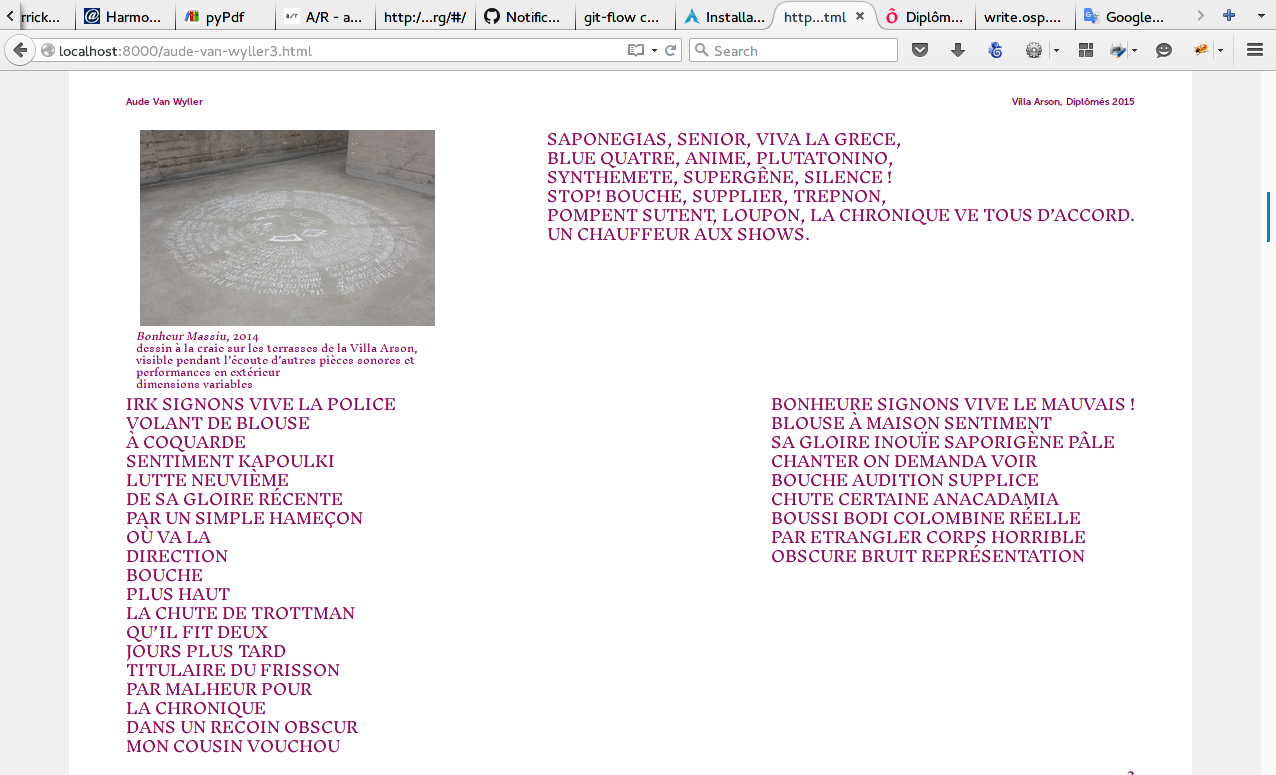 rrick...
Harmo...
pyPdf
A/R - a...
http:/...rg/#/
Notific...
git-flow c...
Installa...
http...tml
Diplôm...
write.osp....
Google...
localhost:8000/aude-van-wyller3.html
Search
Aude Van Wyller
Villa Arson, Diplômés 2015
SAPONEGIAS, SENIOR, VIVA LA GRECE,
BLUE QUATRE, ANIME, PLUTATONINO,
SYNTHEMETE, SUPERGÊNE, SILENCE !
STOP! BOUCHE, SUPPLIER, TREPNON,
POMPENT SUTENT, LOUPON, LA CHRONIQUE VE TOUS D’ACCORD.
UN CHAUFFEUR AUX SHOWS.
Bonheur Massiu, 2014
dessin à la craie sur les terrasses de la Villa Arson,
visible pendant l’écoute d’autres pièces sonores et
performances en extérieur
dimensions variables
IRK SIGNONS VIVE LA POLICE
VOLANT DE BLOUSE
À COQUARDE
SENTIMENT KAPOULKI
LUTTE NEUVIÈME
DE SA GLOIRE RÉCENTE
PAR UN SIMPLE HAMEÇON
OÙ VA LA
DIRECTION
BOUCHE
PLUS HAUT
LA CHUTE DE TROTTMAN
QU’IL FIT DEUX
JOURS PLUS TARD
TITULAIRE DU FRISSON
PAR MALHEUR POUR
LA CHRONIQUE
DANS UN RECOIN OBSCUR
MON COUSIN VOUCHOU
BONHEURE SIGNONS VIVE LE MAUVAIS !
BLOUSE À MAISON SENTIMENT
SA GLOIRE INOUÏE SAPORIGÈNE PÂLE
CHANTER ON DEMANDA VOIR
BOUCHE AUDITION SUPPLICE
CHUTE CERTAINE ANACADAMIA
BOUSSI BODI COLOMBINE RÉELLE
PAR ETRANGLER CORPS HORRIBLE
OBSCURE BRUIT REPRÉSENTATION